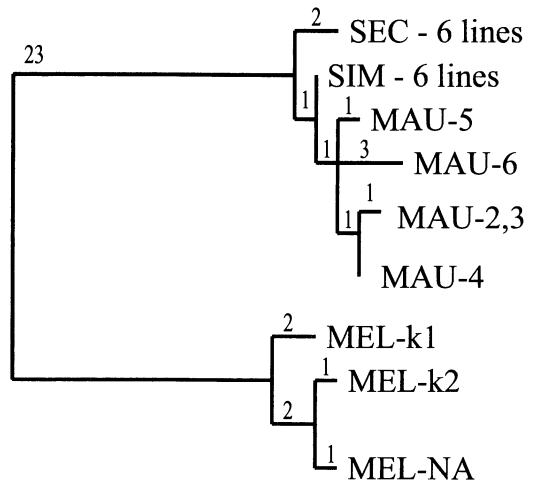 2 SEC - 6 lines
23
SIM - 6 lines
1
1 MAU-5
1 3 MAU-6
1 MAU-2,3
1
MAU-4
2 MEL-k1
1 MEL-k2
2
1 MEL-NA